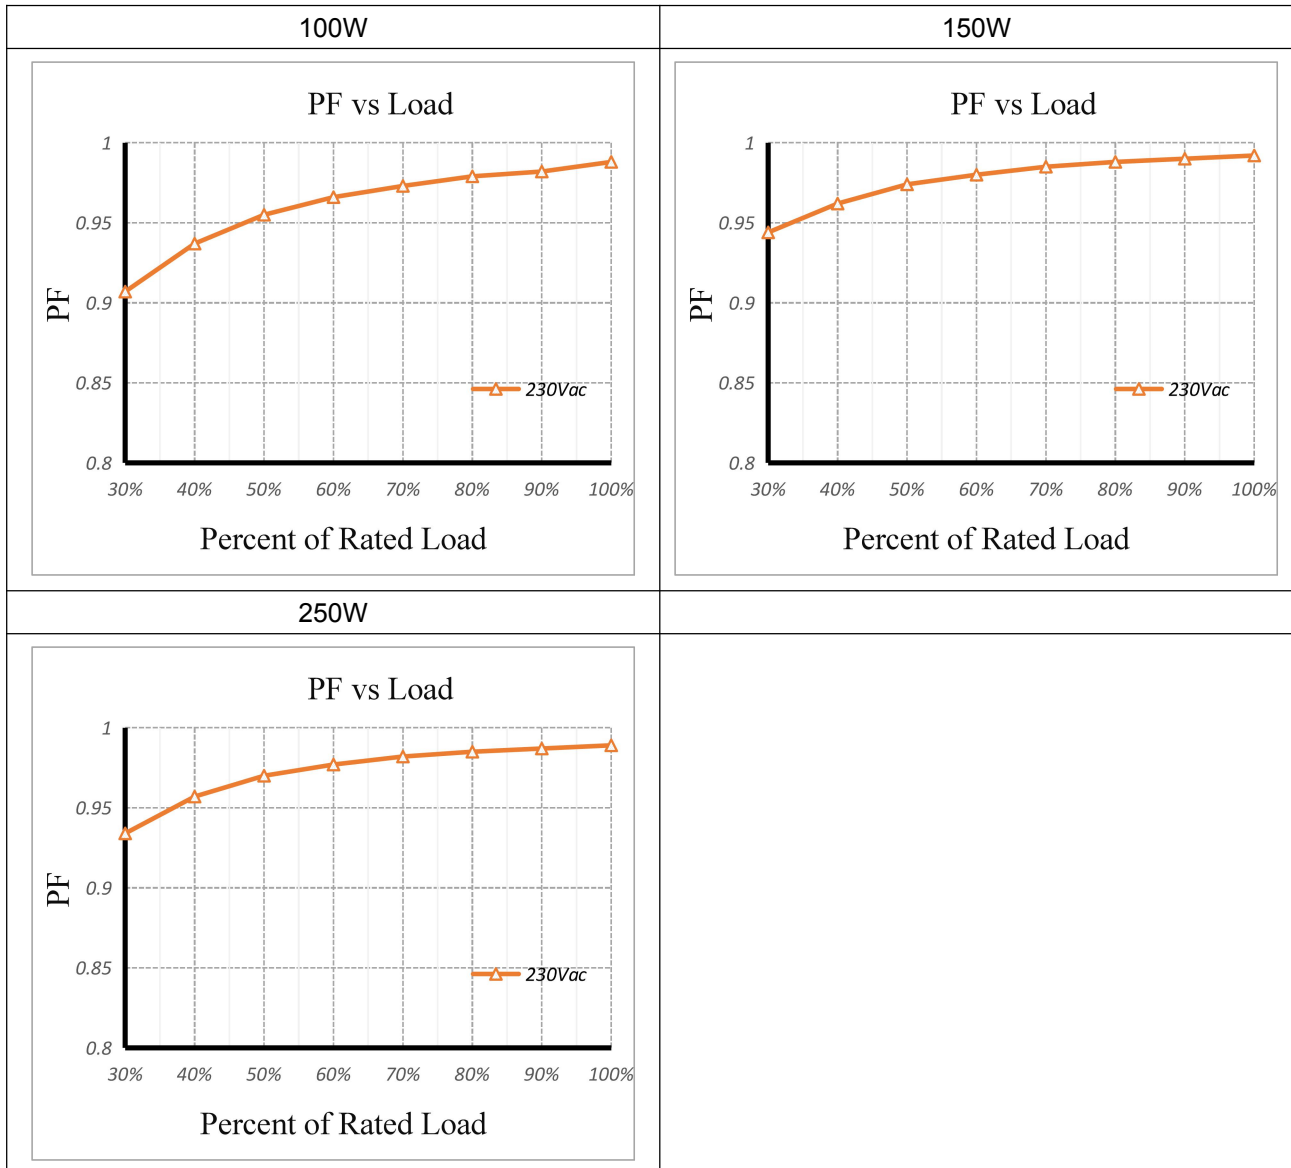 100W
150W
PF vs Load
1
0.95
0.9
0.85
0.8
PF
230Vac
30% 40% 50% 60% 70% 80% 90% 100%
Percent of Rated Load
PF vs Load
1
0.95
0.9
0.85
0.8
PF
230Vac
30% 40% 50% 60% 70% 80% 90% 100%
Percent of Rated Load
250W
PF vs Load
1
0.95
0.9
0.85
0.8
PF
230Vac
30% 40% 50% 60% 70% 80% 90% 100%
Percent of Rated Load